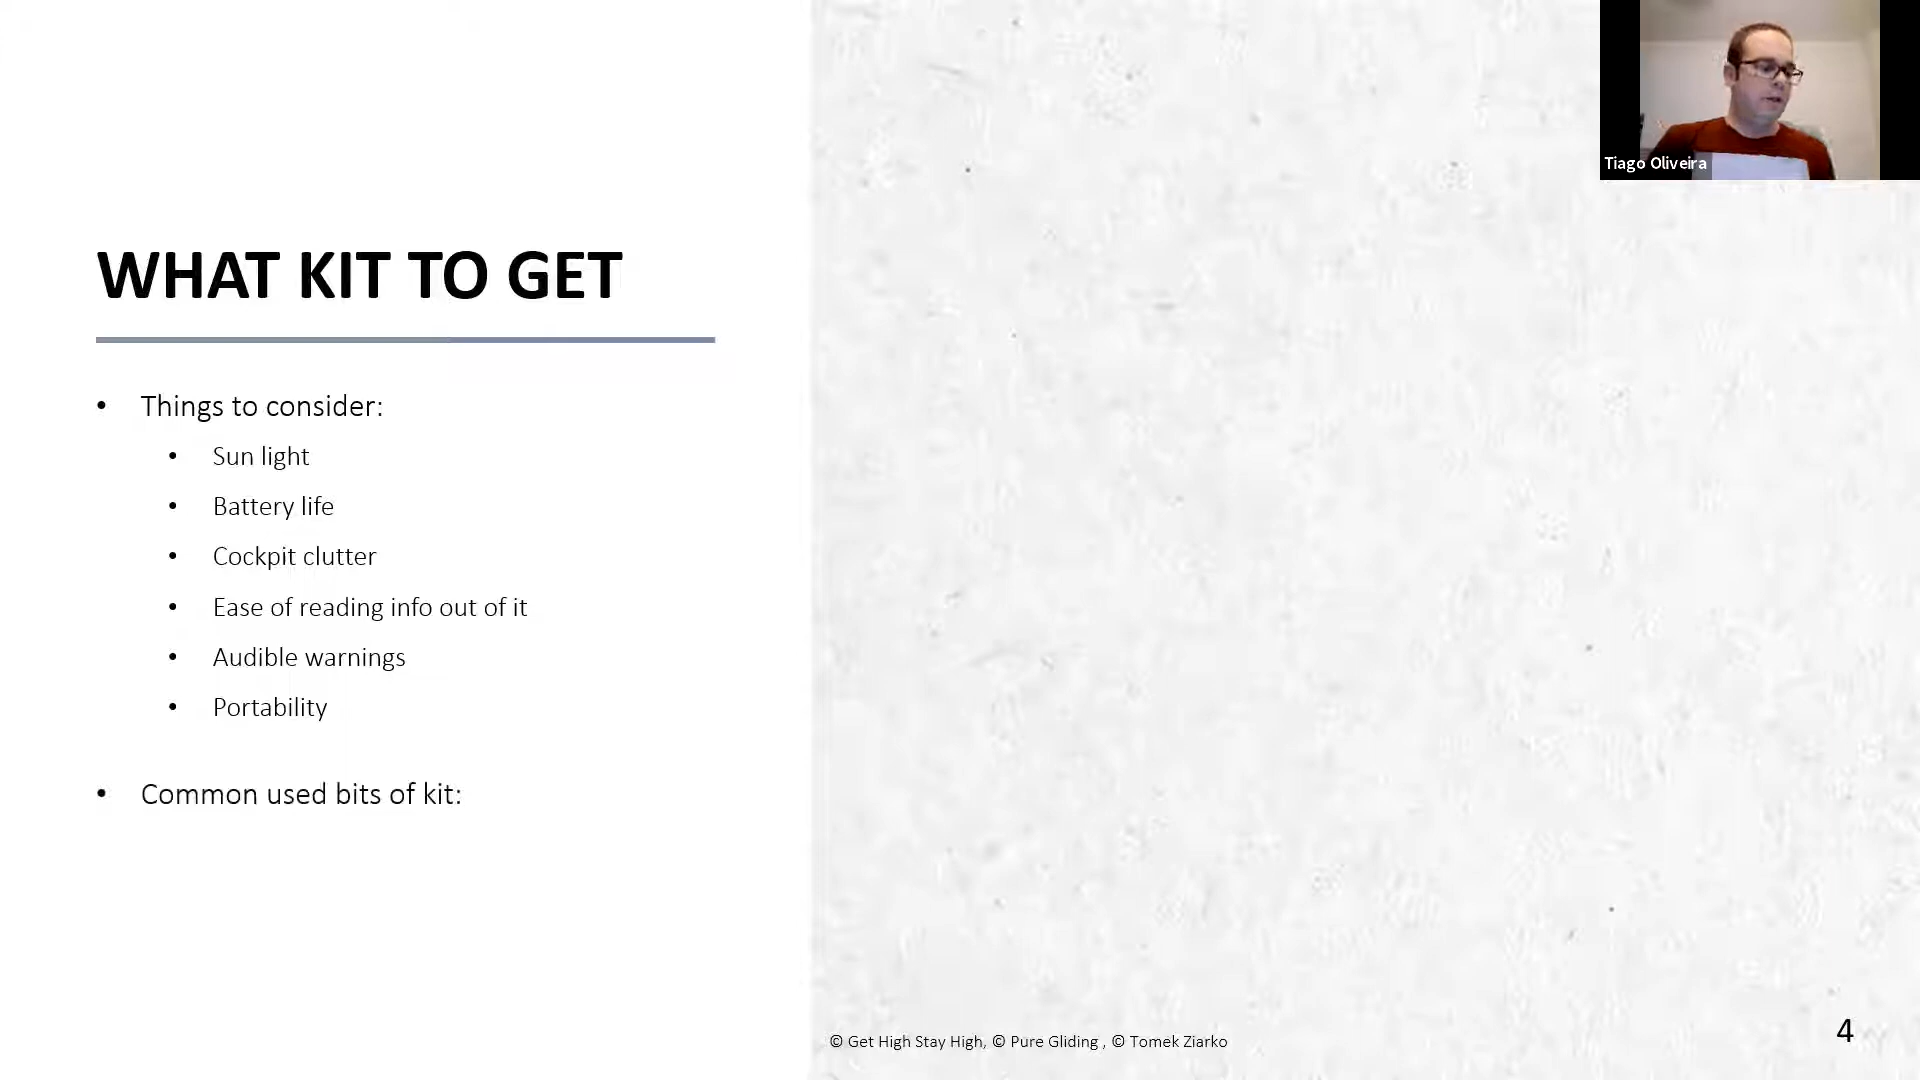 Tiago Oliveira
WHAT KIT TO GET
• Things to consider:
• Sun light
• Battery life
• Cockpit clutter
• Ease of reading info out of it
• Audible warnings
• Portability
• Common used bits of kit:
© Get High Stay High, © Pure Gliding , © Tomek Ziarko
4